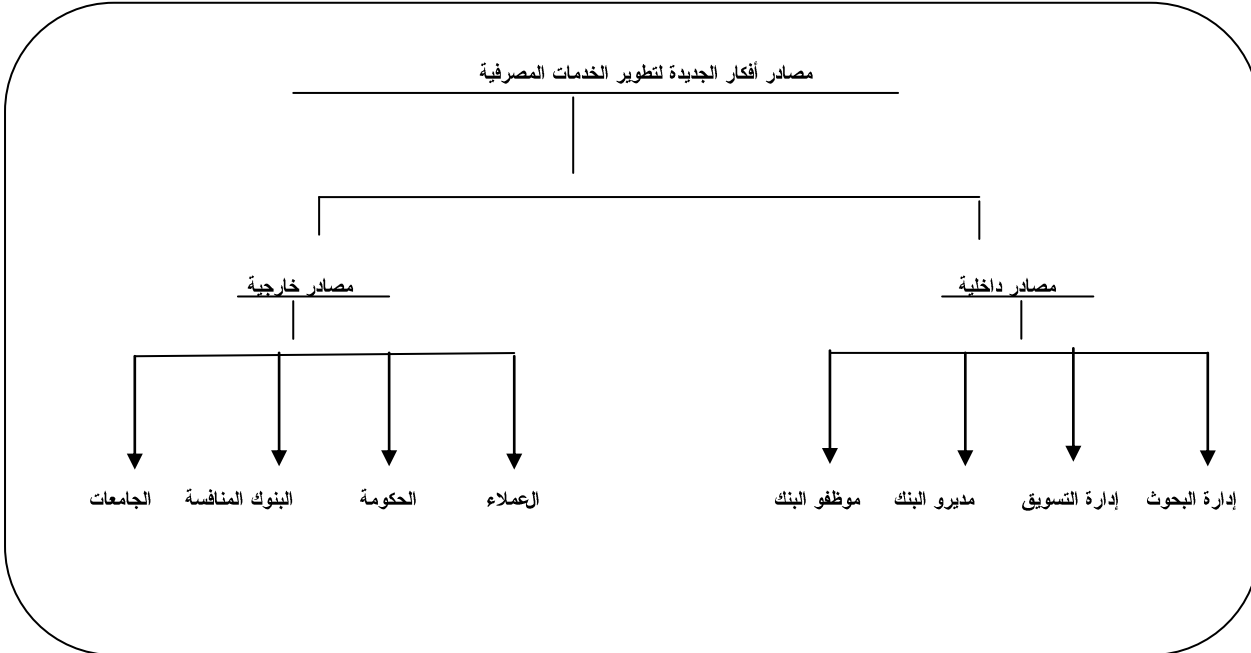 مصادر أفكار الجديدة لتطوير الخدمات المصرفية
مصادر داخلية
مصادر خارجية
إدارة البحوث
إدارة التسويق
مديرو البنك
موظفو البنك
العملاء
الحكومة
البنوك المنافسة
الجامعات